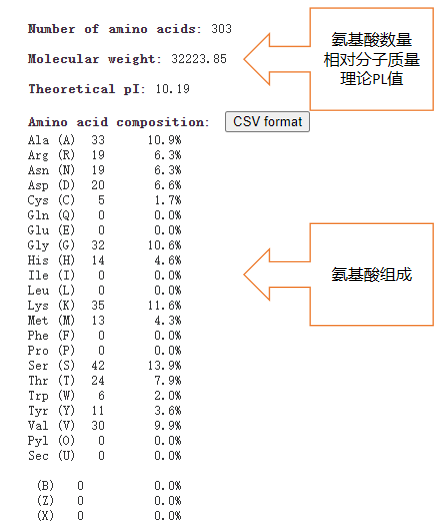 Number of amino acids: 303
氨基酸数量
相对分子质量
理论PL值
Molecular weight: 32223.85
Theoretical pI: 10.19
Amino acid composition: CSV format
Ala (A) 33 10.9%
Arg (R) 19 6.3%
Asn (N) 19 6.3%
Asp (D) 20 6.6%
Cys (C) 5 1.7%
Gln (Q) 0 0.0%
Glu (E) 0 0.0%
Gly (G) 32 10.6%
His (H) 14 4.6%
Ile (I) 0 0.0%
Leu (L) 0 0.0%
Lys (K) 35 11.6%
Met (M) 13 4.3%
Phe (F) 0 0.0%
Pro (P) 0 0.0%
Ser (S) 42 13.9%
Thr (T) 24 7.9%
Trp (W) 6 2.0%
Tyr (Y) 11 3.6%
Val (V) 30 9.9%
Pyl (O) 0 0.0%
Sec (U) 0 0.0%
氨基酸组成
(B) 0 0.0%
(Z) 0 0.0%
(X) 0 0.0%